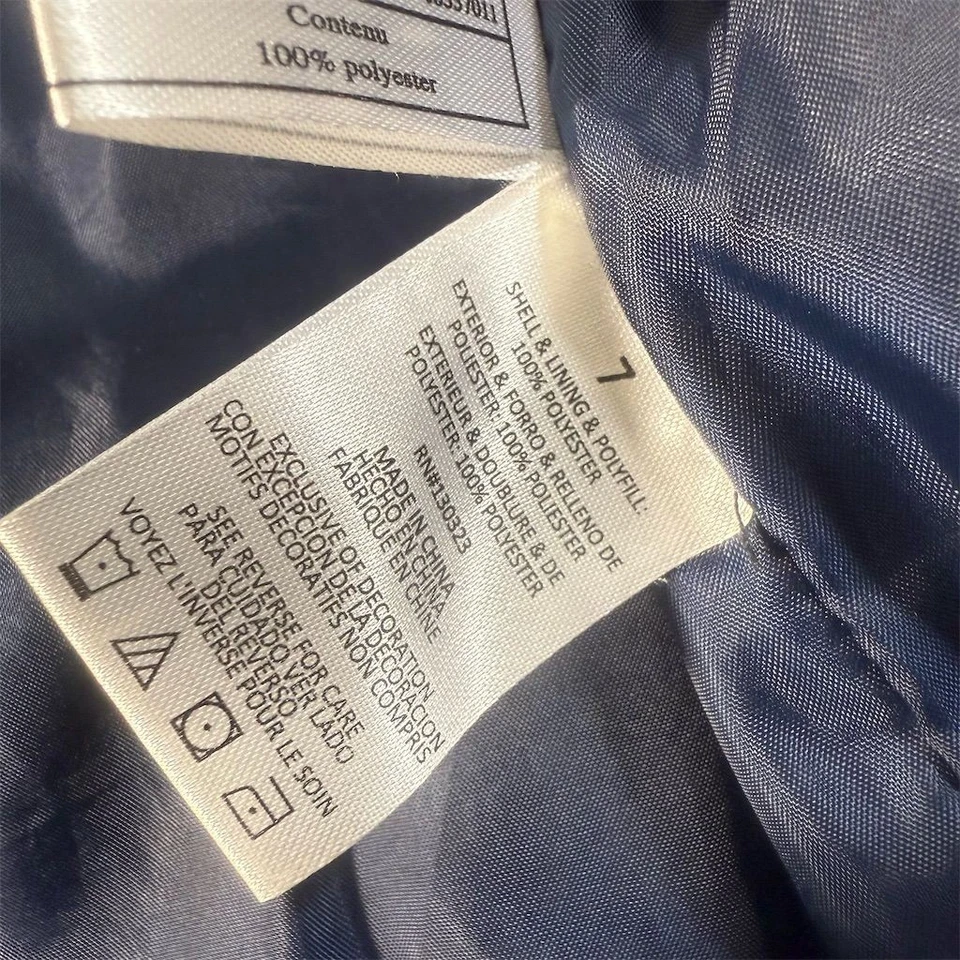 Contenu
100% polyester
7
SHELL & LINING & POLYFILL:
100% POLYESTER
EXTERIOR & FORRO & RELLENO DE
POLIESTER: 100% POLIESTER
EXTERIEUR & DOUBLURE & DE
POLYESTER: 100% POLYESTER
RN#130323
MADE IN CHINA
HECHO EN CHINA
FABRIQUE EN CHINE
EXCLUSIVE OF DECORATION
CON EXCEPCION DE LA DECORACION
MOTIFS DECORATIFS NON COMPRIS
SEE REVERSE FOR CARE
PARA CUIDADO VER LADO
DEL REVERSO.
VOYEZ L'INVERSE POUR LE SOIN